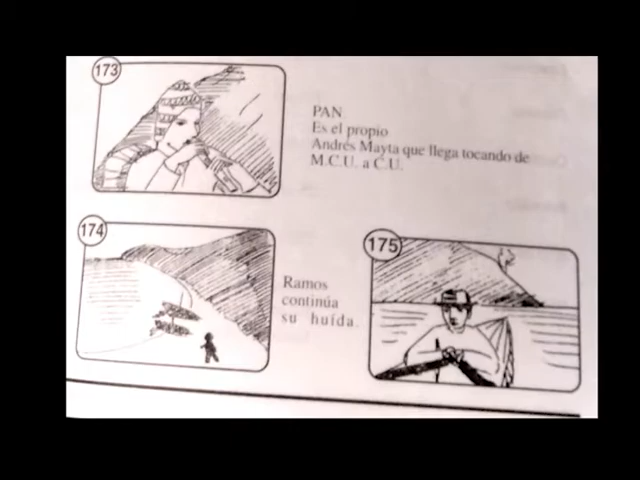 173
PAN.
Es el propio
Andrés Mayta que llega tocando de
M.C.U. a C.U.
174
Ramos
continúa
su huída.
175